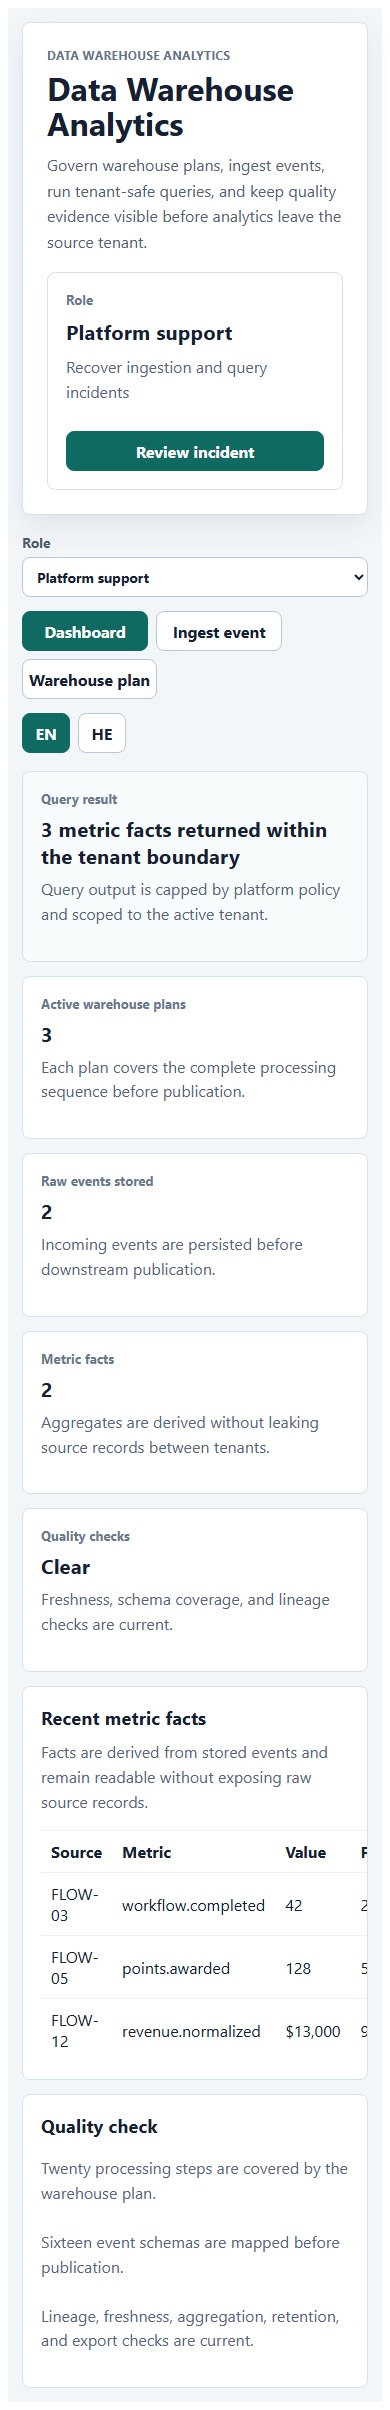 DATA WAREHOUSE ANALYTICS
Data Warehouse
Analytics
Govern warehouse plans, ingest events,
run tenant-safe queries, and keep quality
evidence visible before analytics leave the
source tenant.
Role
Platform support
Recover ingestion and query
incidents
Review incident
Role
Platform support
Dashboard
Ingest event
Warehouse plan
EN
HE
Query result
3 metric facts returned within
the tenant boundary
Query output is capped by platform policy
and scoped to the active tenant.
Active warehouse plans
3
Each plan covers the complete processing
sequence before publication.
Raw events stored
2
Incoming events are persisted before
downstream publication.
Metric facts
2
Aggregates are derived without leaking
source records between tenants.
Quality checks
Clear
Freshness, schema coverage, and lineage
checks are current.
Recent metric facts
Facts are derived from stored events and
remain readable without exposing raw
source records.
Source Metric Value
FLOW-
03 workflow.completed 42
FLOW-
05 points.awarded 128
FLOW-
12 revenue.normalized $13,000
Quality check
Twenty processing steps are covered by the
warehouse plan.
Sixteen event schemas are mapped before
publication.
Lineage, freshness, aggregation, retention,
and export checks are current.